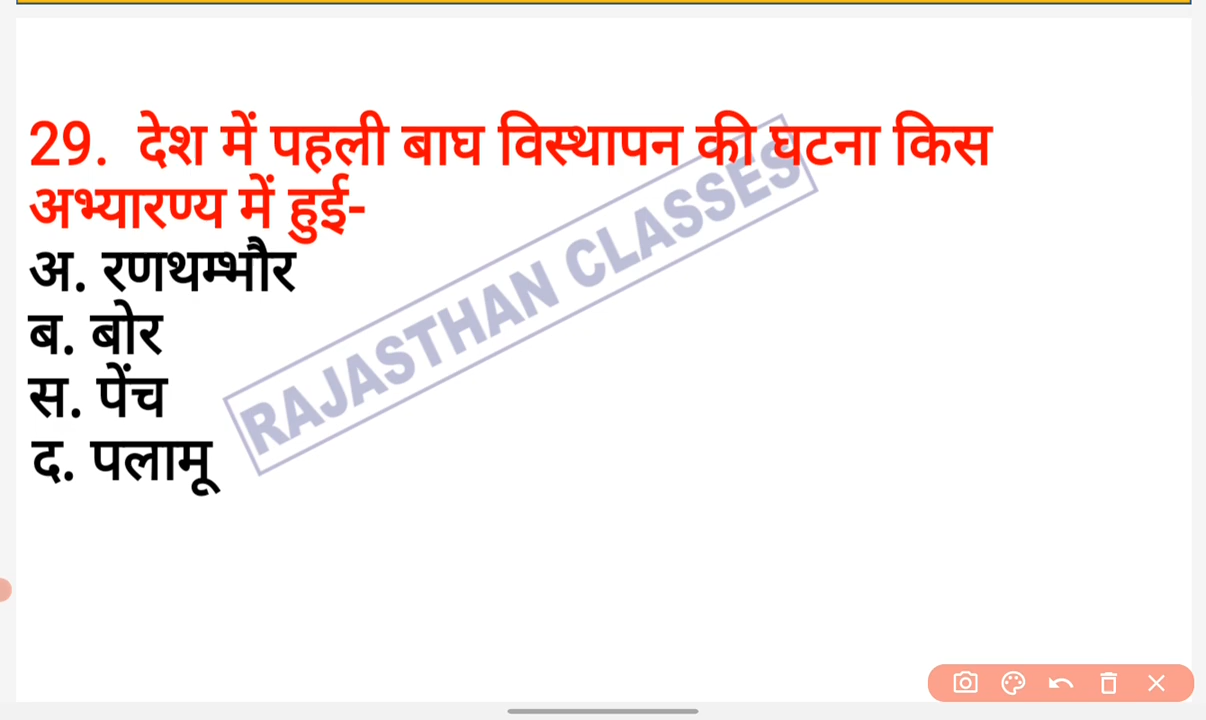 29. देश में पहली बाघ विस्थापन की घटना किस
अभ्यारण्य में हुई-
अ. रणथम्भौर
ब. बोर
स. पेंच
द. पलामू
RAJASTHAN CLASSES